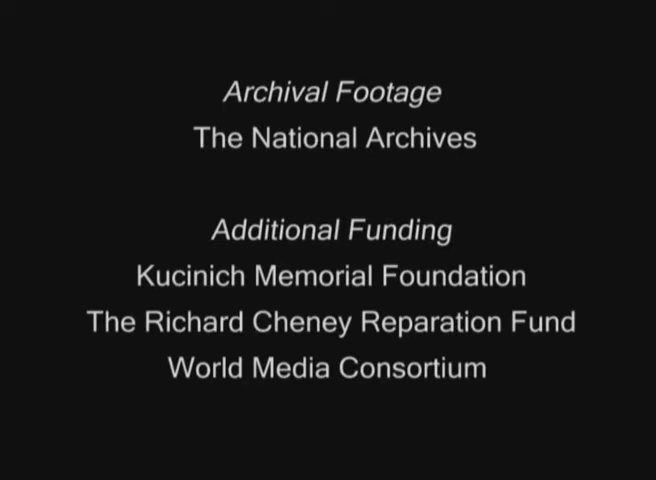 Archival Footage
The National Archives
Additional Funding
Kucinich Memorial Foundation
The Richard Cheney Reparation Fund
World Media Consortium